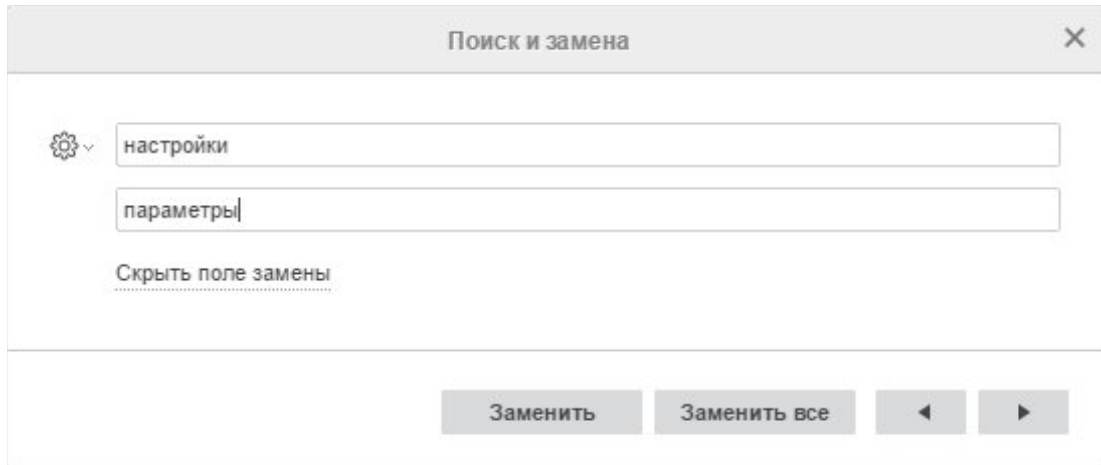 Поиск и замена
настройки
параметры
Скрыть поле замены
Заменить Заменить все